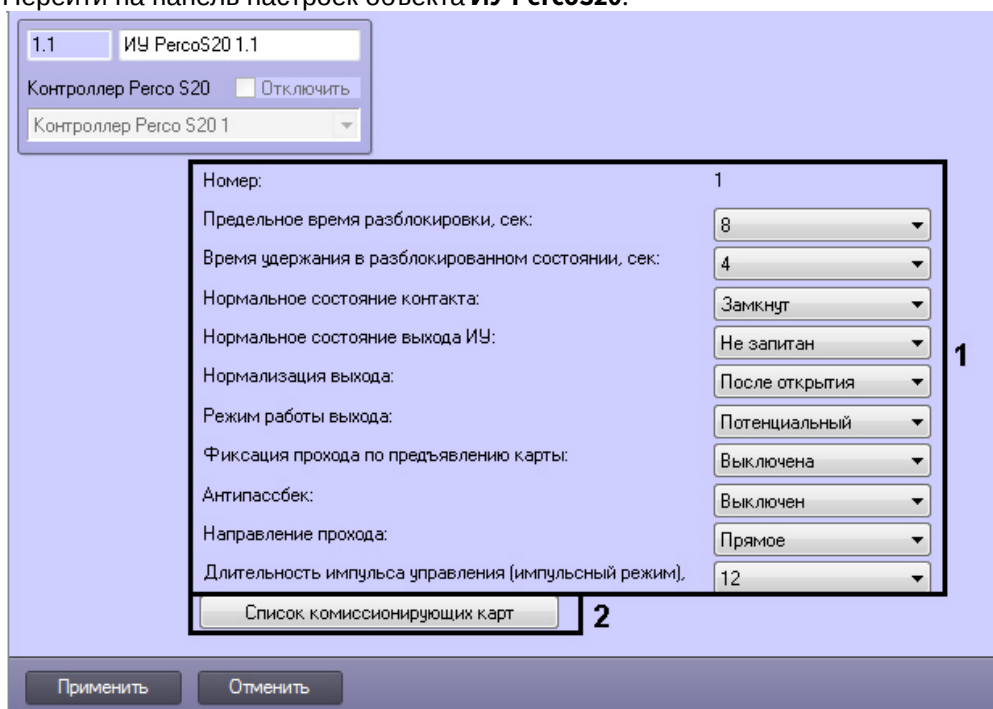 Перейти на панель настроек объекта ИУ PercoS20.
1.1 ИУ PercoS20 1.1
Контроллер Perco S20 Отключить
Контроллер Perco S20 1
Номер: 1
Предельное время разблокировки, сек: 8
Время удержания в разблокированном состоянии, сек: 4
Нормальное состояние контакта: Замкнут
Нормальное состояние выхода ИУ: Не запитан
1
Нормализация выхода: После открытия
Режим работы выхода: Потенциальный
Фиксация прохода по предъявлению карты: Выключена
Антипассбек: Выключен
Направление прохода: Прямое
Длительность импульса управления (импульсный режим), 12
Список комиссионирующих карт 2
Применить Отменить